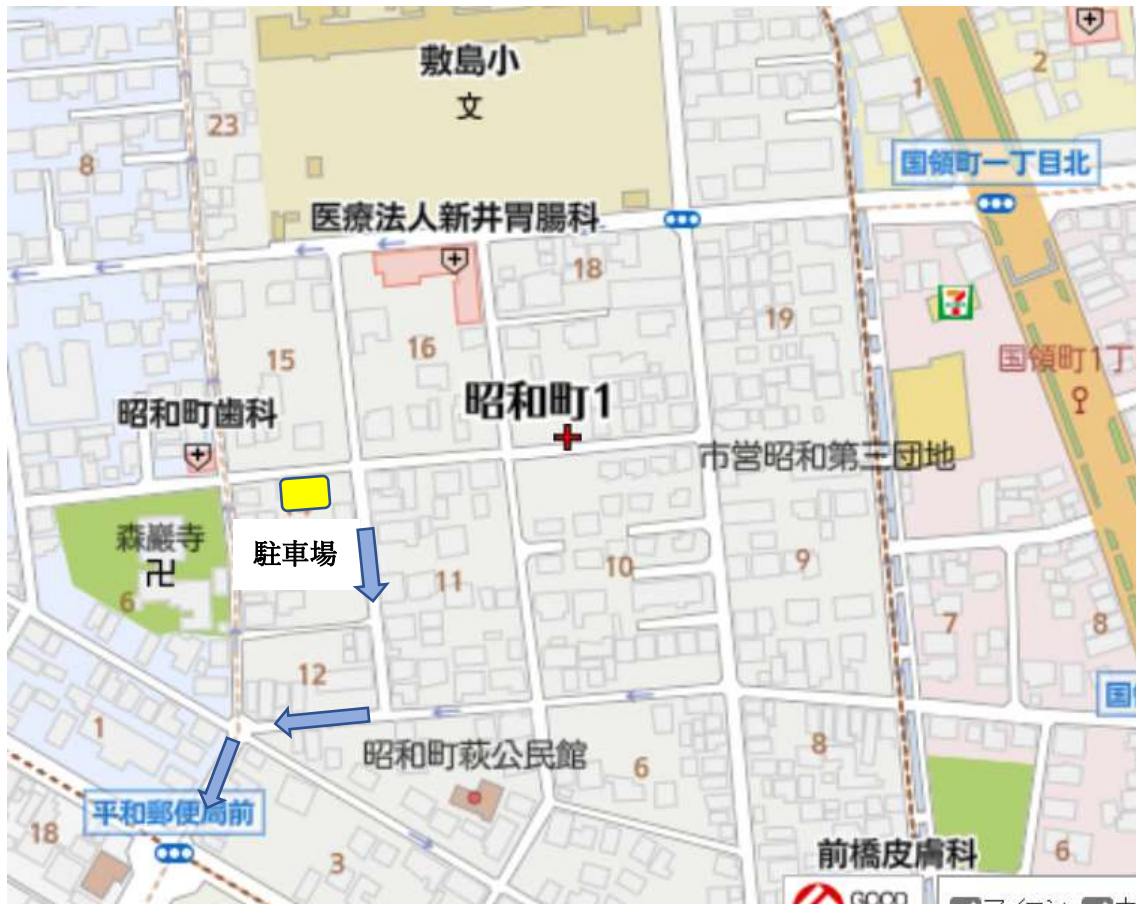 敷島小
文
2
1
23
8
国領町一丁目北
医療法人新井胃腸科
18
19
15
16
国領町1丁
昭和町1
昭和町歯科
市営昭和第三団地
森巖寺
卍
駐車場
6
11
10
9
7
8
12
国
1
昭和町萩公民館
6
8
平和郵便局前
18
3
前橋皮膚科
6
GOOD